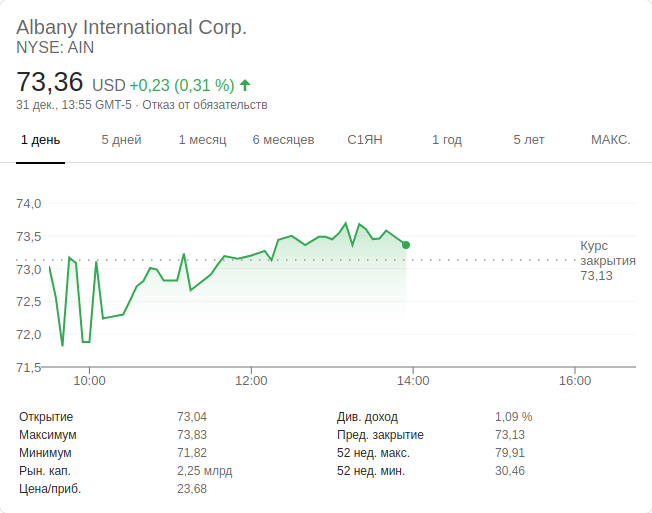 Albany International Corp.
NYSE: AIN
73,36 USD +0,23 (0,31 %)
31 дек., 13:55 GMT-5 · Отказ от обязательств
1 день 5 дней 1 месяц 6 месяцев С1ЯН 1 год 5 лет МАКС.
74,0
73,5
73,0
72,5
72,0
71,5
Курс
закрытия
73,13
10:00 12:00 14:00 16:00
Открытие 73,04 Див. доход 1,09 %
Максимум 73,83 Пред. закрытие 73,13
Минимум 71,82 52 нед. макс. 79,91
Рын. кап. 2,25 млрд 52 нед. мин. 30,46
Цена/приб. 23,68